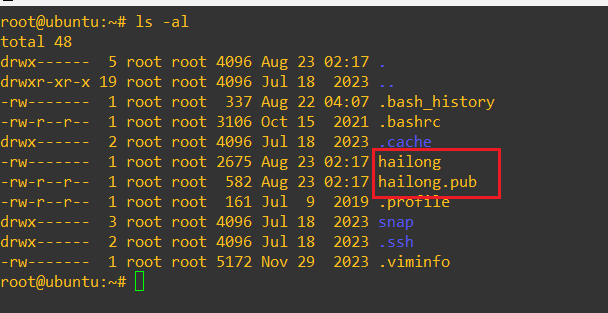 root@ubuntu:~# ls -al
total 48
drwx------  5 root root 4096 Aug 23 02:17 .
drwxr-xr-x 19 root root 4096 Jul 18  2023 ..
-rw-------  1 root root  337 Aug 22 04:07 .bash_history
-rw-r--r--  1 root root 3106 Oct 15  2021 .bashrc
drwx------  2 root root 4096 Jul 18  2023 .cache
-rw-------  1 root root 2675 Aug 23 02:17 hailong
-rw-r--r--  1 root root  582 Aug 23 02:17 hailong.pub
-rw-r--r--  1 root root  161 Jul  9  2019 .profile
drwx------  3 root root 4096 Jul 18  2023 snap
drwx------  2 root root 4096 Jul 18  2023 .ssh
-rw-------  1 root root 5172 Nov 29  2023 .viminfo
root@ubuntu:~#